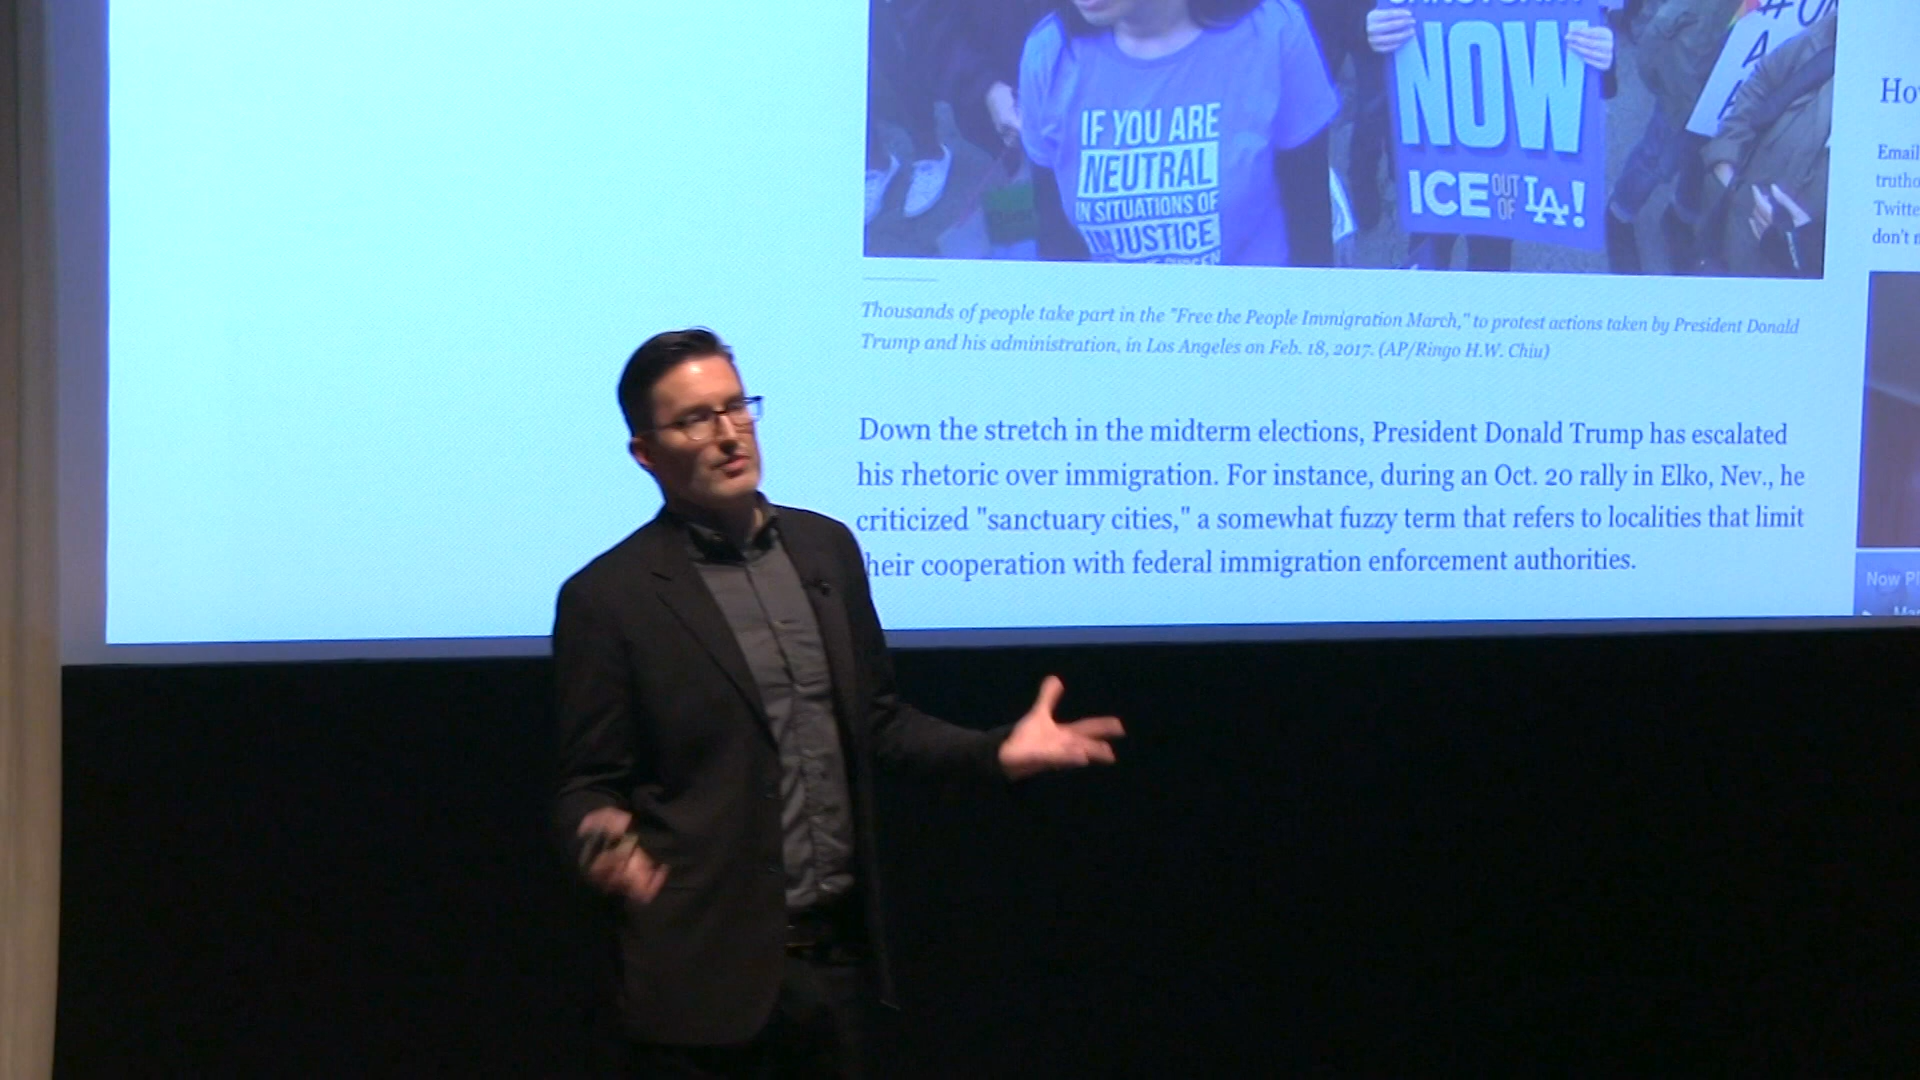 NOW
ICE OUT OF LA!
IF YOU ARE
NEUTRAL
IN SITUATIONS OF
INJUSTICE
Thousands of people take part in the "Free the People Immigration March," to protest actions taken by President Donald
Trump and his administration, in Los Angeles on Feb. 18, 2017. (AP/Ringo H.W. Chiu)
Down the stretch in the midterm elections, President Donald Trump has escalated
his rhetoric over immigration. For instance, during an Oct. 20 rally in Elko, Nev., he
criticized "sanctuary cities," a somewhat fuzzy term that refers to localities that limit
heir cooperation with federal immigration enforcement authorities.
Ho
Email
trutho
Twitte
don't
Now Pl